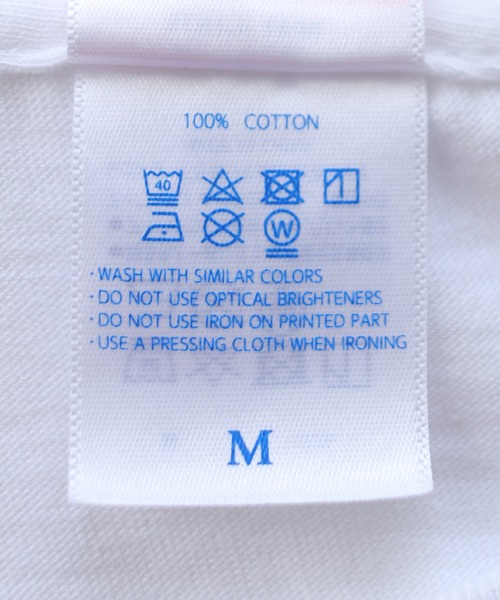 100% COTTON
40
W
· WASH WITH SIMILAR COLORS
· DO NOT USE OPTICAL BRIGHTENERS
· DO NOT USE IRON ON PRINTED PART
· USE A PRESSING CLOTH WHEN IRONING
M